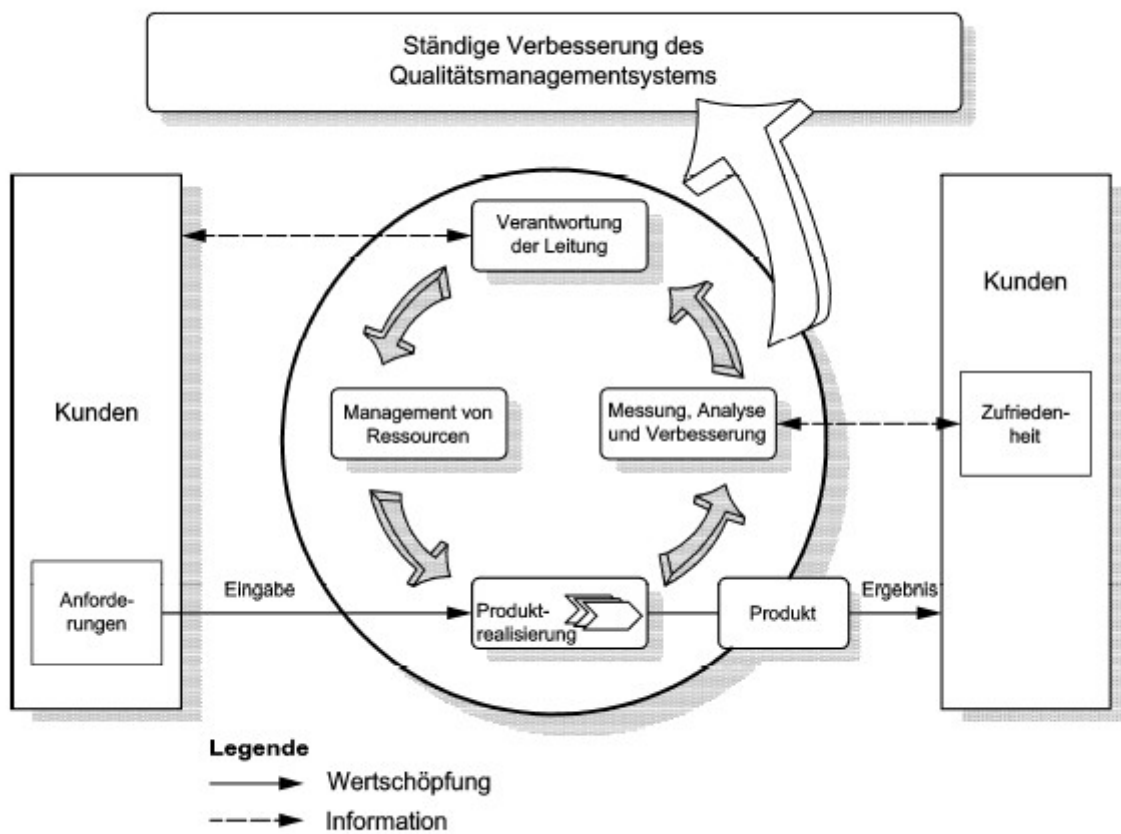 Ständige Verbesserung des
Qualitätsmanagementsystems
Verantwortung
der Leitung
Kunden
Kunden
Management von
Ressourcen
Messung, Analyse
und Verbesserung
Zufrieden-
heit
Anforde-
rungen
Eingabe
Produkt-
realisierung
Produkt
Ergebnis
Legende
Wertschöpfung
Information